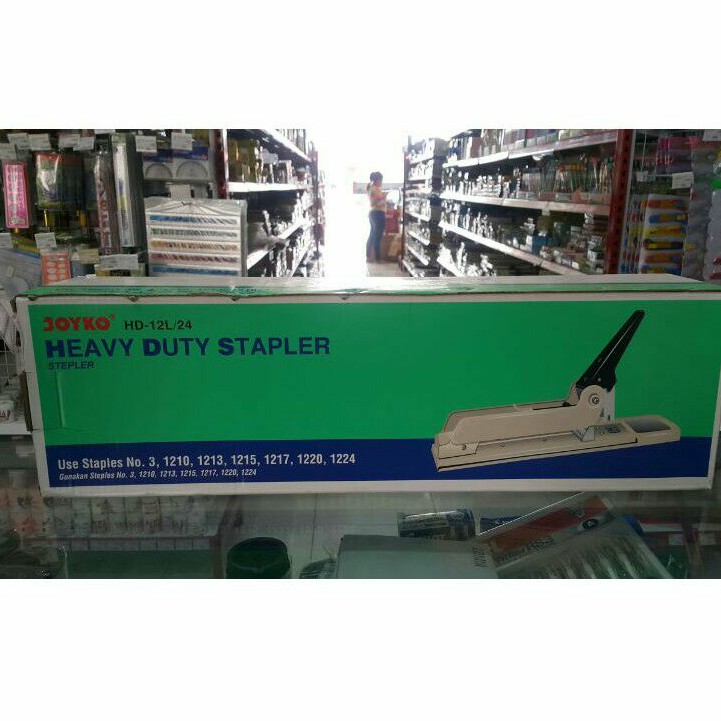 JOYKO HD-12L/24
HEAVY DUTY STAPLER
STEPLER
Use Staples No. 3, 1210, 1213, 1215, 1217, 1220, 1224
Gunakan Steples No. 3, 1210, 1213, 1215, 1217, 1220, 1224